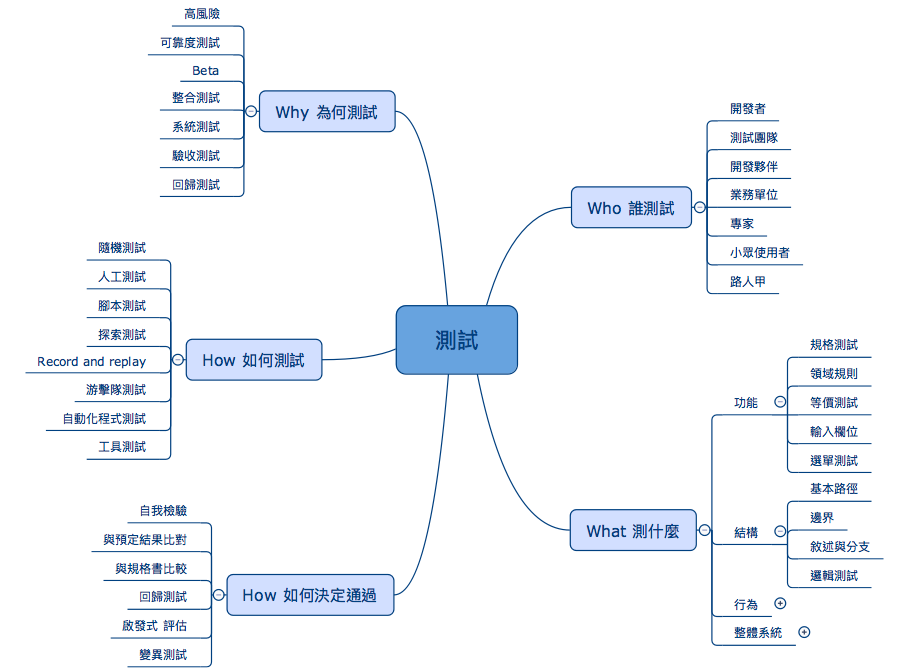 測試
Why 為何測試
高風險
可靠度測試
Beta
整合測試
系統測試
驗收測試
回歸測試
Who 誰測試
開發者
測試團隊
開發夥伴
業務單位
專家
小眾使用者
路人甲
How 如何測試
隨機測試
人工測試
腳本測試
探索測試
Record and replay
游擊隊測試
自動化程式測試
工具測試
What 測什麼
功能
規格測試
領域規則
等價測試
輸入欄位
選單測試
結構
基本路徑
邊界
敘述與分支
邏輯測試
行為
整體系統
How 如何決定通過
自我檢驗
與預定結果比對
與規格書比較
回歸測試
啟發式 評估
變異測試